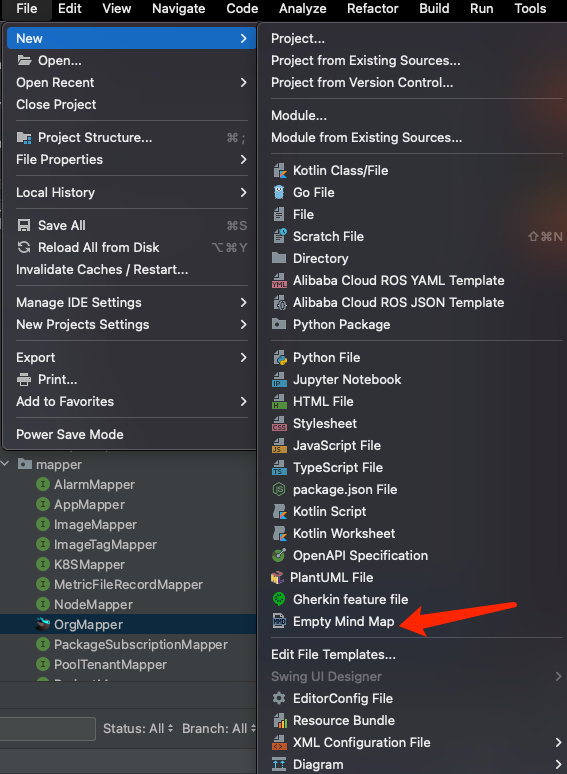 File Edit View Navigate Code Analyze Refactor Build Run Tools
New
Open...
Open Recent
Close Project
Project Structure... ⌘ ;
File Properties
Local History
Save All ⌘S
Reload All from Disk ⌥⌘Y
Invalidate Caches / Restart...
Manage IDE Settings
New Projects Settings
Export
Print...
Add to Favorites
Power Save Mode
Project...
Project from Existing Sources...
Project from Version Control...
Module...
Module from Existing Sources...
Kotlin Class/File
Go File
File
Scratch File ⇧⌘N
Directory
YML Alibaba Cloud ROS YAML Template
Alibaba Cloud ROS JSON Template
Python Package
Python File
IP Jupyter Notebook
H HTML File
CSS Stylesheet
JS JavaScript File
TS TypeScript File
package.json File
Kotlin Script
Kotlin Worksheet
OpenAPI Specification
PlantUML File
Gherkin feature file
Empty Mind Map
Edit File Templates...
Swing UI Designer
EditorConfig File
Resource Bundle
XML Configuration File
Diagram
mapper
I AlarmMapper
I AppMapper
I ImageMapper
I ImageTagMapper
I K8SMapper
I MetricFileRecordMapper
I NodeMapper
OrgMapper
I PackageSubscriptionMapper
I PoolTenantMapper
Status: All Branch: All